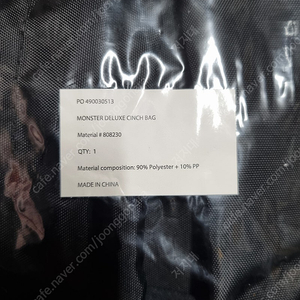 PO 490030513
MONSTER DELUXE CINCH BAG
Material # 808230
QTY: 1
Material composition: 90% Polyester + 10% PP
MADE IN CHINA